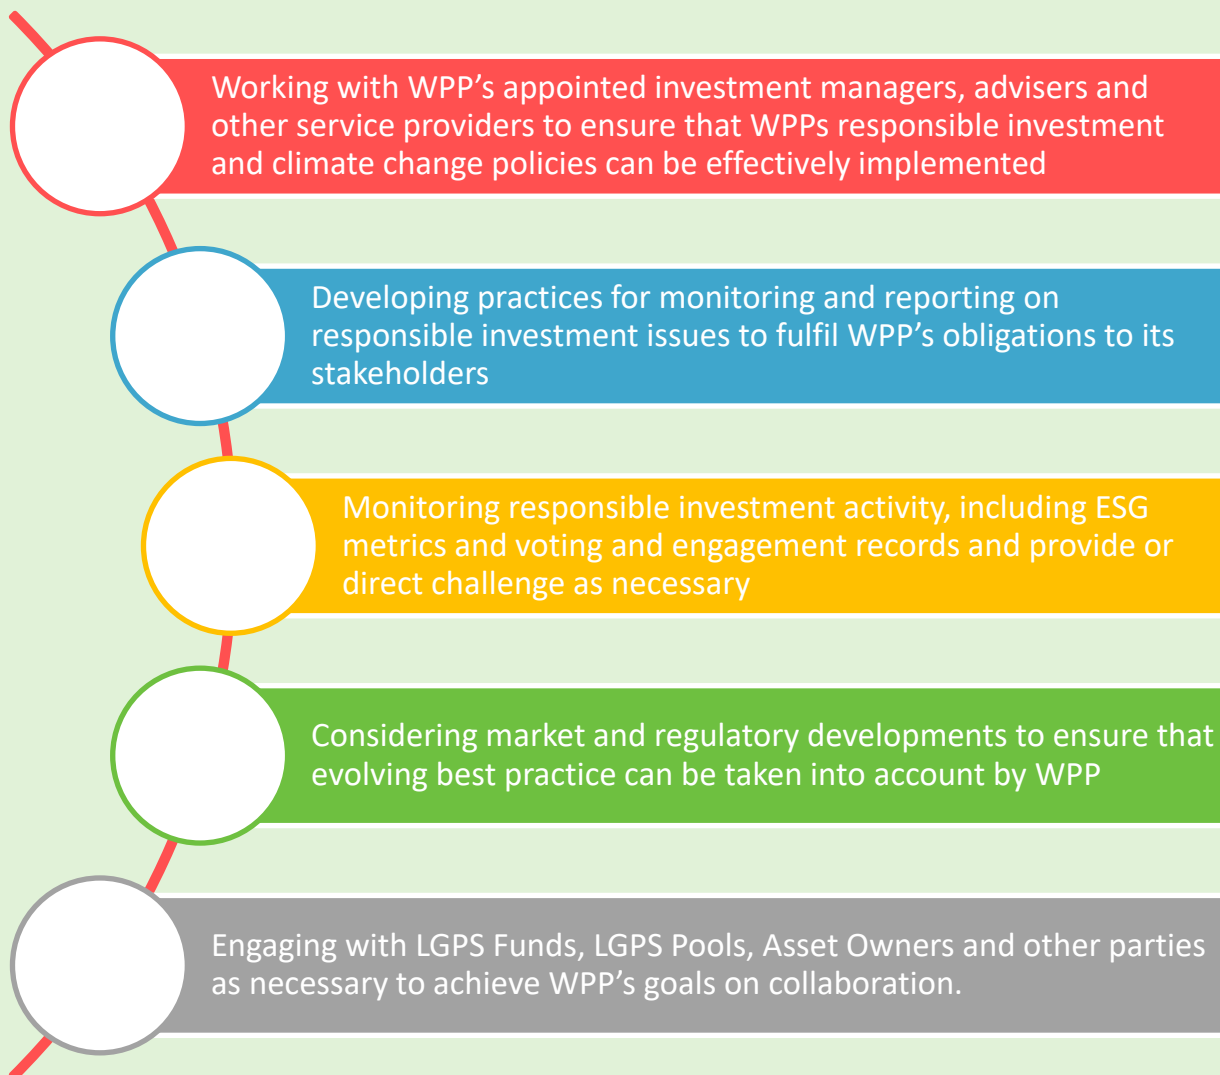 Working with WPP’s appointed investment managers, advisers and
other service providers to ensure that WPPs responsible investment
and climate change policies can be effectively implemented
Developing practices for monitoring and reporting on
responsible investment issues to fulfil WPP’s obligations to its
stakeholders
Monitoring responsible investment activity, including ESG
metrics and voting and engagement records and provide or
direct challenge as necessary
Considering market and regulatory developments to ensure that
evolving best practice can be taken into account by WPP
Engaging with LGPS Funds, LGPS Pools, Asset Owners and other parties
as necessary to achieve WPP’s goals on collaboration.